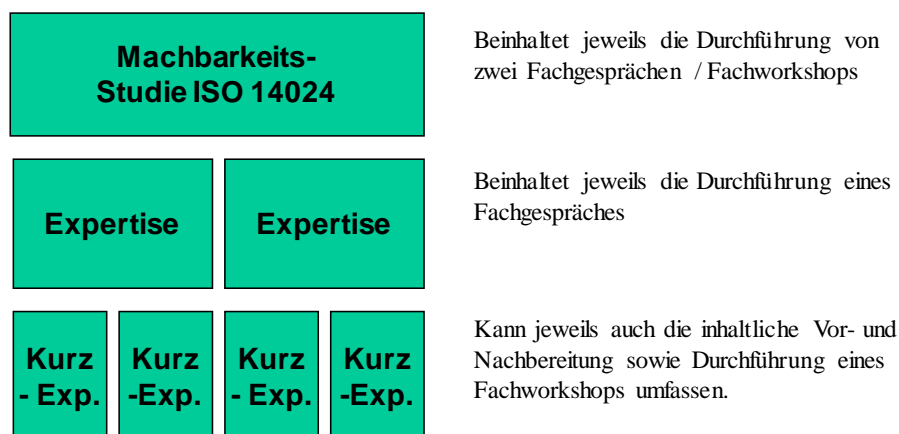 Machbarkeits-
Studie ISO 14024
Beinhaltet jeweils die Durchführung von
zwei Fachgesprächen / Fachworkshops
Expertise
Expertise
Beinhaltet jeweils die Durchführung eines
Fachgespräches
Kurz
- Exp.
Kurz
-Exp.
Kurz
- Exp.
Kurz
-Exp.
Kann jeweils auch die inhaltliche Vor- und
Nachbereitung sowie Durchführung eines
Fachworkshops umfassen.